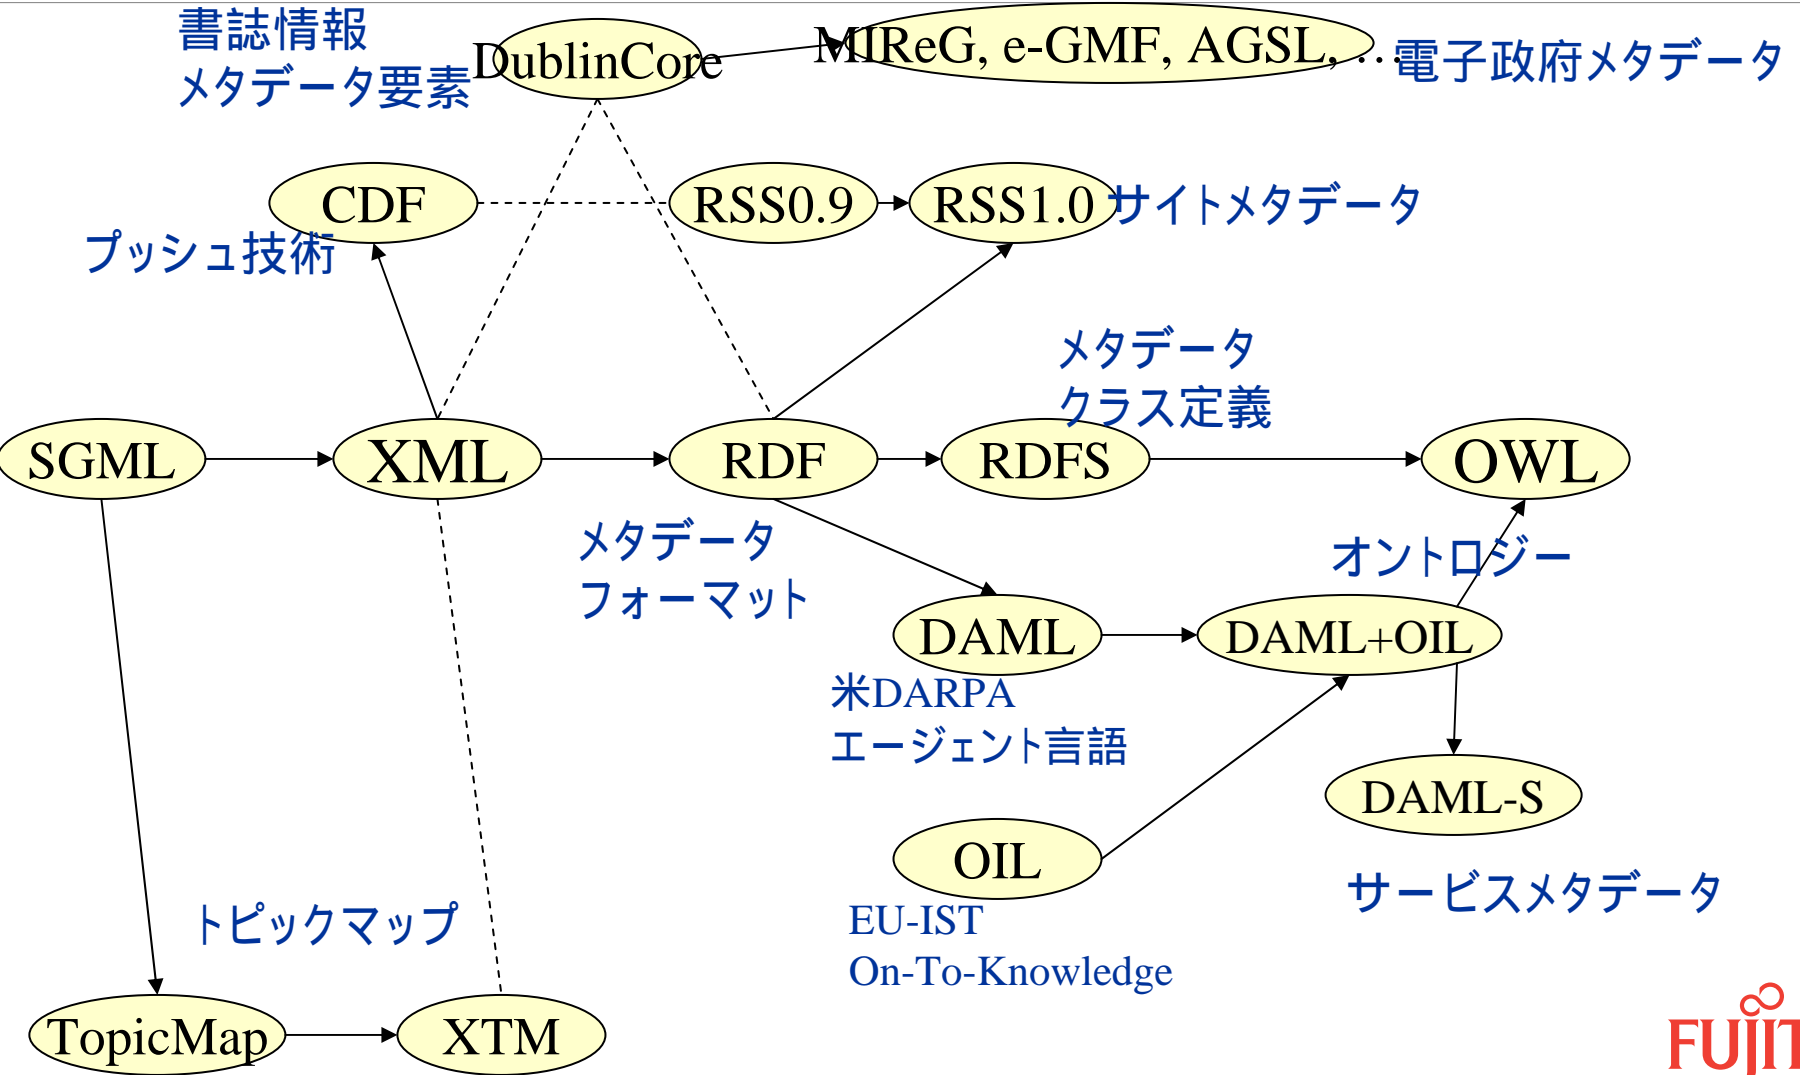 書誌情報
メタデータ要素
DublinCore
MIReG, e-GMF, AGSL, …
電子政府メタデータ
CDF
RSS0.9
RSS1.0
サイトメタデータ
プッシュ技術
メタデータ
クラス定義
SGML
XML
RDF
RDFS
OWL
メタデータ
フォーマット
オントロジー
DAML
DAML+OIL
米DARPA
エージェント言語
DAML-S
OIL
サービスメタデータ
EU-IST
On-To-Knowledge
トピックマップ
TopicMap
XTM
FUJIT